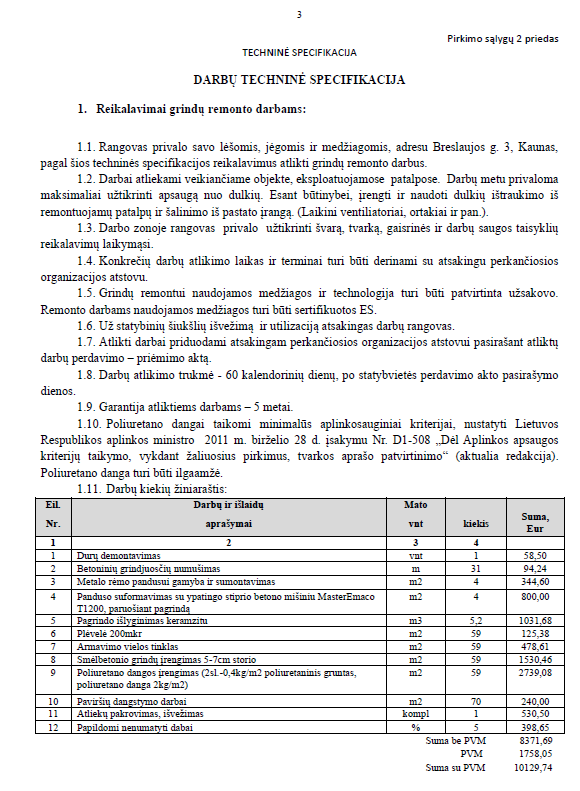 3
Pirkimo sąlygų 2 priedas
TECHNINĖ SPECIFIKACIJA
DARBŲ TECHNINĖ SPECIFIKACIJA
1. Reikalavimai grindų remonto darbams:
1.1. Rangovas privalo savo lėšomis, jėgomis ir medžiagomis, adresu Breslaujos g. 3, Kaunas,
pagal šios techninės specifikacijos reikalavimus atlikti grindų remonto darbus.
1.2. Darbai atliekami veikiančiame objekte, eksploatuojamose patalpose. Darbų metu privaloma
maksimaliai užtikrinti apsaugą nuo dulkių. Esant būtinybei, įrengti ir naudoti dulkių ištraukimo iš
remontuojamų patalpų ir šalinimo iš pastato įrangą. (Laikini ventiliatoriai, ortakiai ir pan.).
1.3. Darbo zonoje rangovas privalo užtikrinti švarą, tvarką, gaisrinės ir darbų saugos taisyklių
reikalavimų laikymąsi.
1.4. Konkrečių darbų atlikimo laikas ir terminai turi būti derinami su atsakingu perkančiosios
organizacijos atstovu.
1.5. Grindų remontui naudojamos medžiagos ir technologija turi būti patvirtinta užsakovo.
Remonto darbams naudojamos medžiagos turi būti sertifikuotos ES.
1.6. Už statybinių šiukšlių išvežimą ir utilizaciją atsakingas darbų rangovas.
1.7. Atlikti darbai priduodami atsakingam perkančiosios organizacijos atstovui pasirašant atliktų
darbų perdavimo – priėmimo aktą.
1.8. Darbų atlikimo trukmė - 60 kalendorinių dienų, po statybvietės perdavimo akto pasirašymo
dienos.
1.9. Garantija atliktiems darbams – 5 metai.
1.10. Poliuretano dangai taikomi minimalūs aplinkosauginiai kriterijai, nustatyti Lietuvos
Respublikos aplinkos ministro 2011 m. birželio 28 d. įsakymu Nr. D1-508 „Dėl Aplinkos apsaugos
kriterijų taikymo, vykdant žaliuosius pirkimus, tvarkos aprašo patvirtinimo“ (aktualia redakcija).
Poliuretano danga turi būti ilgaamžė.
1.11. Darbų kiekių žiniaraštis:
Eil. Nr. Darbų ir išlaidų aprašymai Mato vnt kiekis Suma, Eur
1 2 3 4
1 Durų demontavimas vnt 1 58,50
2 Betoninių grindjuosčių numušimas m 31 94,24
3 Metalo rėmo pandusui gamyba ir sumontavimas m2 4 344,60
4 Panduso suformavimas su ypatingo stiprio betono mišiniu MasterEmaco m2 4 800,00
T1200, paruošiant pagrindą
5 Pagrindo išlyginimas keramzitu m3 5,2 1031,68
6 Plėvelė 200mkr m2 59 125,38
7 Armavimo vielos tinklas m2 59 478,61
8 Smėlbetonio grindų įrengimas 5-7cm storio m2 59 1530,46
9 Poliuretano dangos įrengimas (2sl.-0,4kg/m2 poliuretaninis gruntas, m2 59 2739,08
poliuretano danga 2kg/m2)
10 Paviršių dangstymo darbai m2 70 240,00
11 Atliekų pakrovimas, išvežimas kompl 1 530,50
12 Papildomi nenumatyti dabai % 5 398,65
Suma be PVM 8371,69
PVM 1758,05
Suma su PVM 10129,74